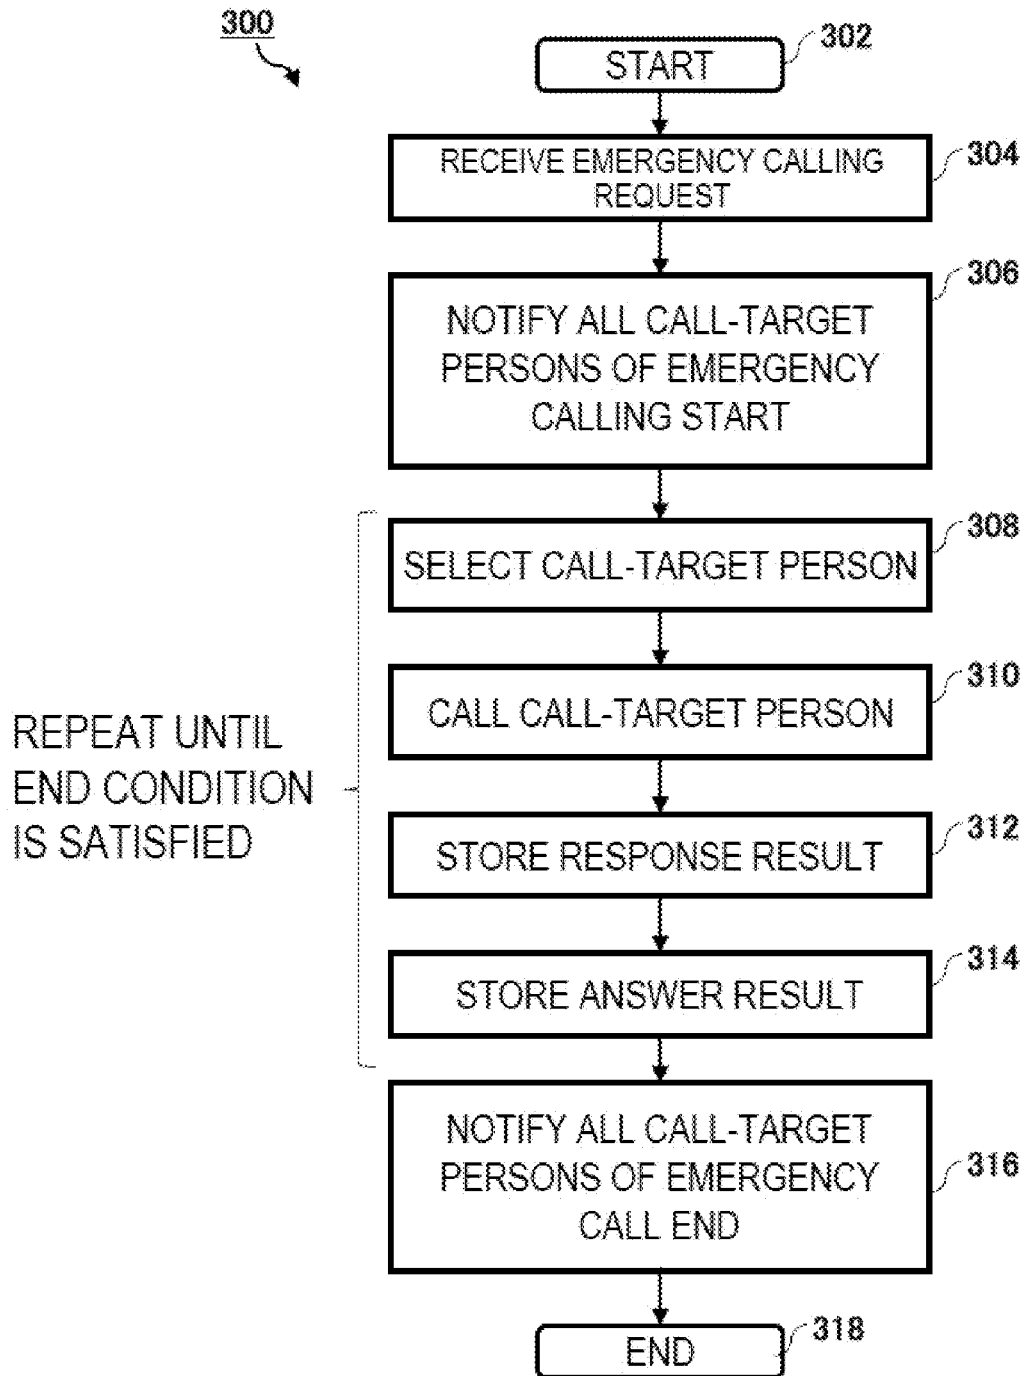 300
START
302
RECEIVE EMERGENCY CALLING
REQUEST
304
NOTIFY ALL CALL-TARGET
PERSONS OF EMERGENCY
CALLING START
306
SELECT CALL-TARGET PERSON
308
CALL CALL-TARGET PERSON
310
REPEAT UNTIL
END CONDITION
IS SATISFIED
STORE RESPONSE RESULT
312
STORE ANSWER RESULT
314
NOTIFY ALL CALL-TARGET
PERSONS OF EMERGENCY
CALL END
316
END
318